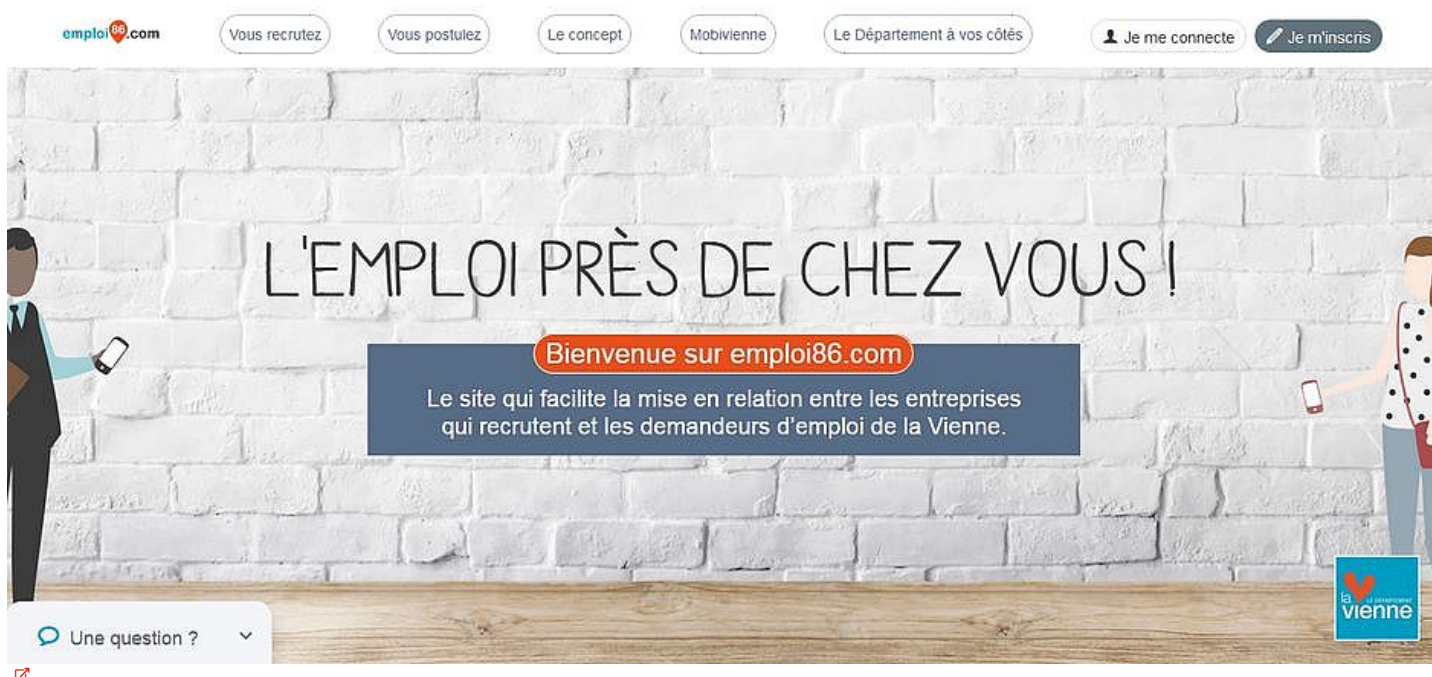 emploi86.com
Vous recrutez
Vous postulez
Le concept
Mobivienne
Le Département à vos côtés
Je me connecte
Je m'inscris
L'EMPLOI PRÈS DE CHEZ VOUS !
Bienvenue sur emploi86.com
Le site qui facilite la mise en relation entre les entreprises
qui recrutent et les demandeurs d'emploi de la Vienne.
Une question ?
la LE DÉPARTEMENT
vienne